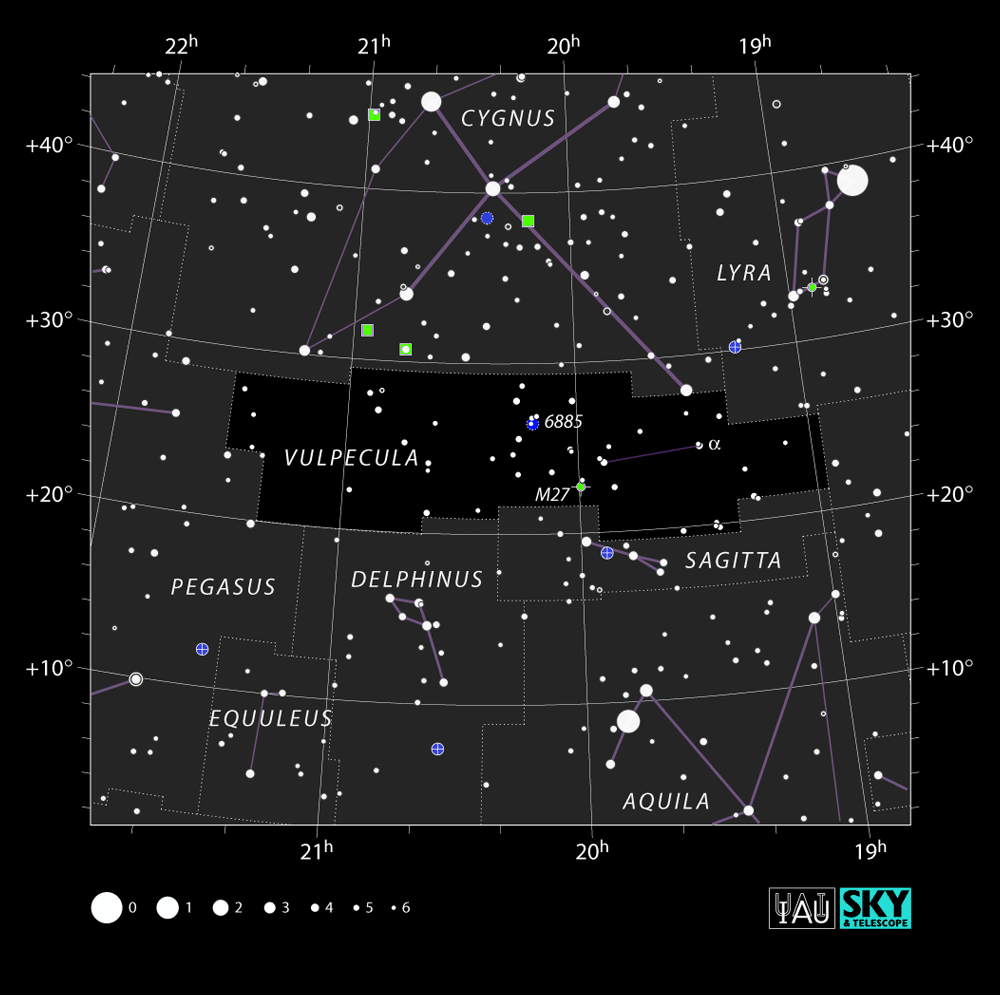 22h 21h 20h 19h
CYGNUS
+40° +40°
LYRA
+30° +30°
6885
α
VULPECULA
M27
+20° +20°
SAGITTA
DELPHINUS
PEGASUS
+10° +10°
EQUULEUS
AQUILA
21h 20h 19h
0 1 2 3 4 5 6
IAU
SKY
& TELESCOPE